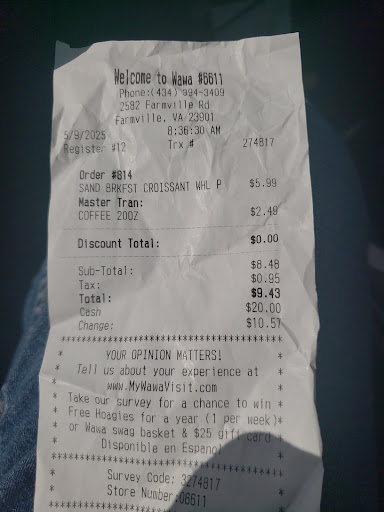 Welcome to Wawa #6611
Phone:(434) 394-3409
2582 Farmville Rd
Farmville, VA 23901
5/9/2025 8:36:30 AM
Register #12 Trx # 274817
Order #814
SAND BRKFST CROISSANT WHL P $5.99
Master Tran:
COFFEE 20OZ $2.49
Discount Total: $0.00
Sub-Total: $8.48
Tax: $0.95
Total: $9.43
Cash $20.00
Change: $10.57
YOUR OPINION MATTERS!
Tell us about your experience at
www.MyWawaVisit.com
Take our survey for a chance to win
Free Hoagies for a year (1 per week)
or Wawa swag basket & $25 gift card
Disponible en Espanol
Survey Code: 3274817
Store Number:06611